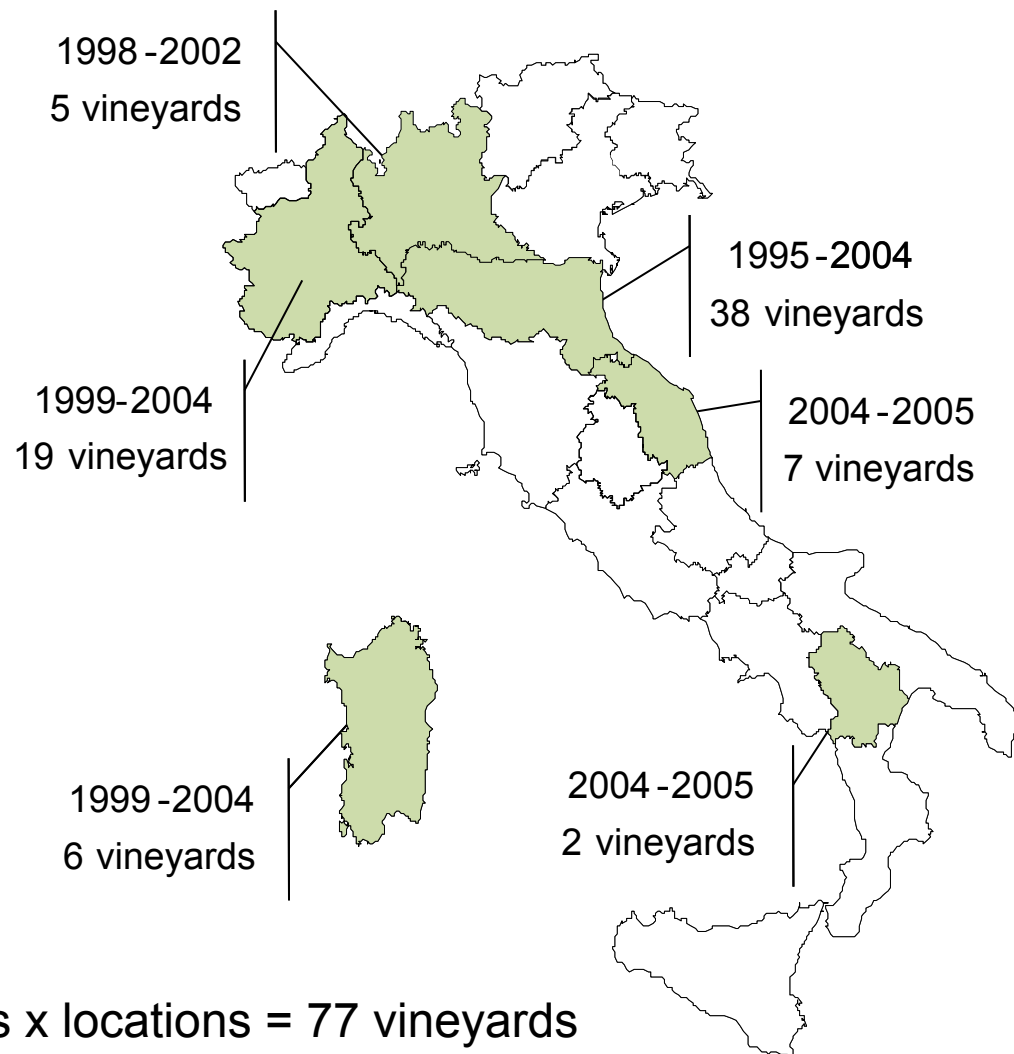 1998-2002
5 vineyards
1995-2004
38 vineyards
1999-2004
19 vineyards
2004-2005
7 vineyards
1999-2004
6 vineyards
2004-2005
2 vineyards
x locations = 77 vineyards